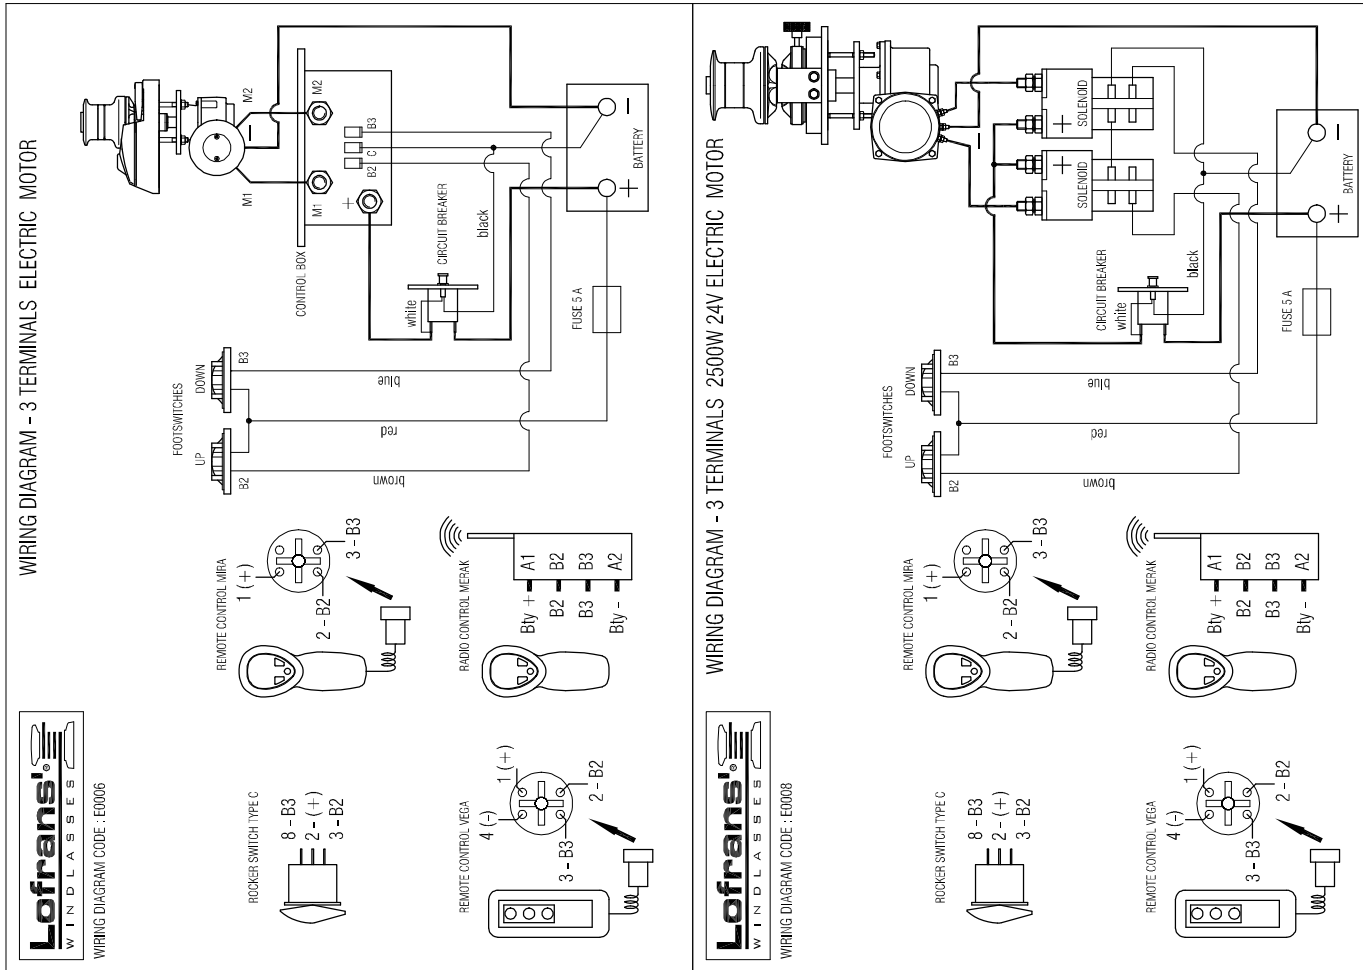 WIRING DIAGRAM - 3 TERMINALS ELECTRIC MOTOR
M2
M1
M2
M1
+
B3
C
B2
CONTROL BOX
CIRCUIT BREAKER
white
black
-
+
BATTERY
FUSE 5 A
FOOTSWITCHES
UP
DOWN
B2
B3
blue
red
brown
REMOTE CONTROL MIRA
1 (+)
2 - B2
3 - B3
RADIO CONTROL MERAK
Bty + A1
B2 B2
B3 B3
Bty - A2
Lofrans'®
WINDLASSES
WIRING DIAGRAM CODE : E0006
ROCKER SWITCH TYPE C
8 - B3
2 - (+)
3 - B2
REMOTE CONTROL VEGA
4 (-)
1 (+)
3 - B3
2 - B2
WIRING DIAGRAM - 3 TERMINALS 2500W 24V ELECTRIC MOTOR
-
+
SOLENOID
+
SOLENOID
CIRCUIT BREAKER
white
black
-
+
BATTERY
FUSE 5 A
FOOTSWITCHES
UP
DOWN
B2
B3
blue
red
brown
REMOTE CONTROL MIRA
1 (+)
2 - B2
3 - B3
RADIO CONTROL MERAK
Bty + A1
B2 B2
B3 B3
Bty - A2
Lofrans'®
WINDLASSES
WIRING DIAGRAM CODE : E0008
ROCKER SWITCH TYPE C
8 - B3
2 - (+)
3 - B2
REMOTE CONTROL VEGA
4 (-)
1 (+)
3 - B3
2 - B2